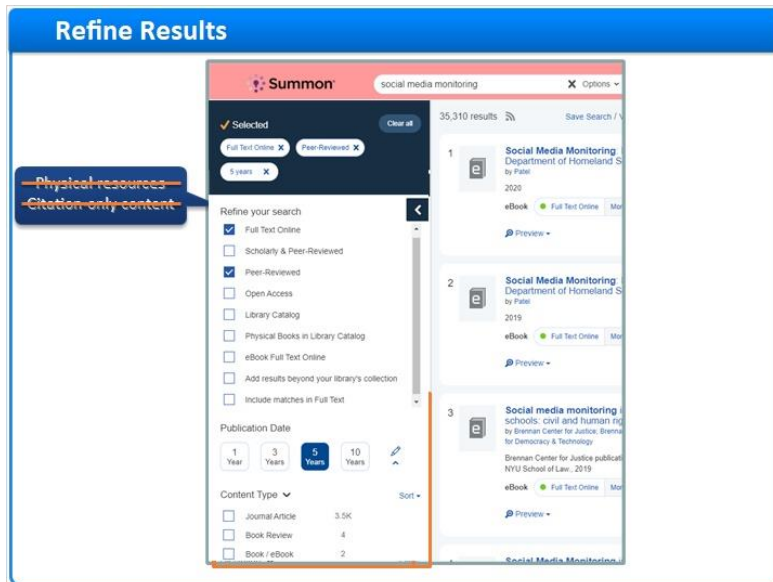 Refine Results
Summon
social media monitoring X Options
Selected
Clear all
Full Text Online X Peer-Reviewed X
5 years X
Physical resources
Citation-only content
Refine your search
Full Text Online
Scholarly & Peer-Reviewed
Peer-Reviewed
Open Access
Library Catalog
Physical Books in Library Catalog
eBook Full Text Online
Add results beyond your library's collection
Include matches in Full Text
Publication Date
1 Year
3 Years
5 Years
10 Years
Content Type
Sort
Journal Article 3.5K
Book Review 4
Book / eBook 2
35,310 results
Save Search /
1
Social Media Monitoring:
Department of Homeland S
by Patel
2020
eBook Full Text Online Mor
Preview
2
Social Media Monitoring:
Department of Homeland S
by Patel
2019
eBook Full Text Online Mor
Preview
3
Social media monitoring
schools: civil and human rig
by Brennan Center for Justice; Brenna
for Democracy & Technology
Brennan Center for Justice publicati
NYU School of Law., 2019
eBook Full Text Online Mor
Preview